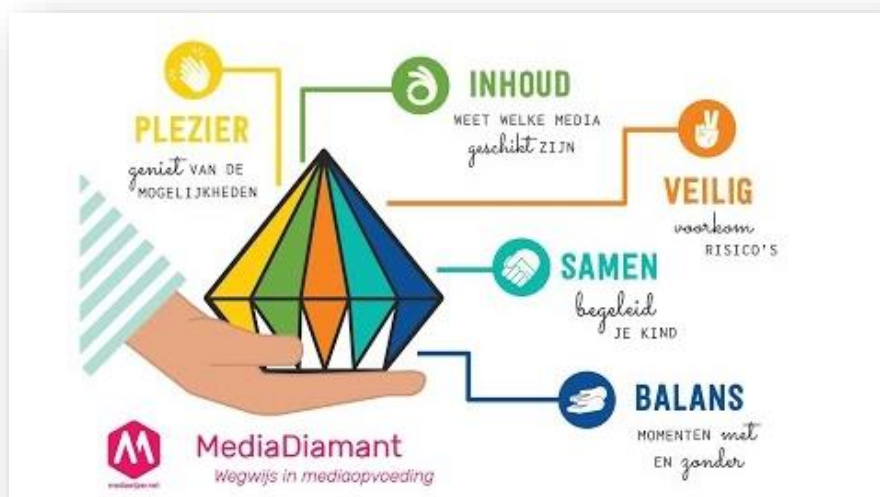 PLEZIER
geniet VAN DE
MOGELIJKHEDEN
INHOUD
WEET WELKE MEDIA
geschikt ZIJN
VEILIG
voorkom
RISICO'S
SAMEN
begeleid
JE KIND
BALANS
MOMENTEN met
EN zonder
MediaDiamant
Wegwijs in mediaopvoeding